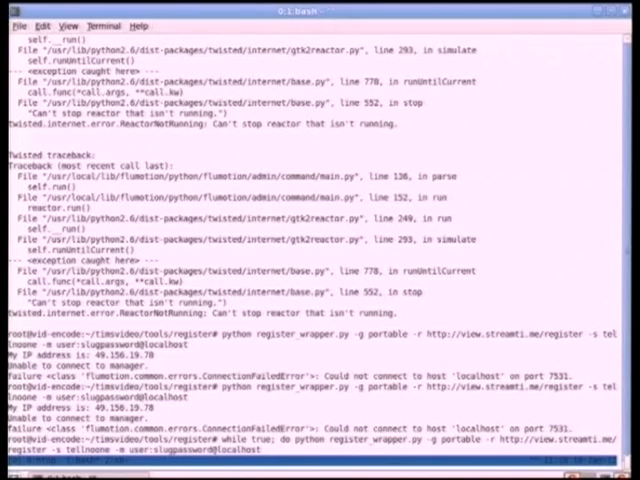 0:1:bash
File Edit View Terminal Help
self.__run()
File "/usr/lib/python2.6/dist-packages/twisted/internet/gtk2reactor.py", line 293, in simulate
self.runUntilCurrent()
--- <exception caught here> ---
File "/usr/lib/python2.6/dist-packages/twisted/internet/base.py", line 778, in runUntilCurrent
call.func(*call.args, **call.kw)
File "/usr/lib/python2.6/dist-packages/twisted/internet/base.py", line 552, in stop
"Can't stop reactor that isn't running.")
twisted.internet.error.ReactorNotRunning: Can't stop reactor that isn't running.
Twisted traceback:
Traceback (most recent call last):
File "/usr/local/lib/flumotion/python/flumotion/admin/command/main.py", line 136, in parse
self.run()
File "/usr/local/lib/flumotion/python/flumotion/admin/command/main.py", line 152, in run
reactor.run()
File "/usr/lib/python2.6/dist-packages/twisted/internet/gtk2reactor.py", line 249, in run
self.__run()
File "/usr/lib/python2.6/dist-packages/twisted/internet/gtk2reactor.py", line 293, in simulate
self.runUntilCurrent()
--- <exception caught here> ---
File "/usr/lib/python2.6/dist-packages/twisted/internet/base.py", line 778, in runUntilCurrent
call.func(*call.args, **call.kw)
File "/usr/lib/python2.6/dist-packages/twisted/internet/base.py", line 552, in stop
"Can't stop reactor that isn't running.")
twisted.internet.error.ReactorNotRunning: Can't stop reactor that isn't running.
root@vid-encode:~/timsvideo/tools/register# python register_wrapper.py -g portable -r http://view.streamti.me/register -s tel
lnoone -m user:slugpassword@localhost
My IP address is: 49.156.19.78
Unable to connect to manager.
failure <class 'flumotion.common.errors.ConnectionFailedError'>: Could not connect to host 'localhost' on port 7531.
root@vid-encode:~/timsvideo/tools/register# python register_wrapper.py -g portable -r http://view.streamti.me/register -s tel
lnoone -m user:slugpassword@localhost
My IP address is: 49.156.19.78
Unable to connect to manager.
failure <class 'flumotion.common.errors.ConnectionFailedError'>: Could not connect to host 'localhost' on port 7531.
root@vid-encode:~/timsvideo/tools/register# while true; do python register_wrapper.py -g portable -r http://view.streamti.me/
register -s tellnoone -m user:slugpassword@localhost